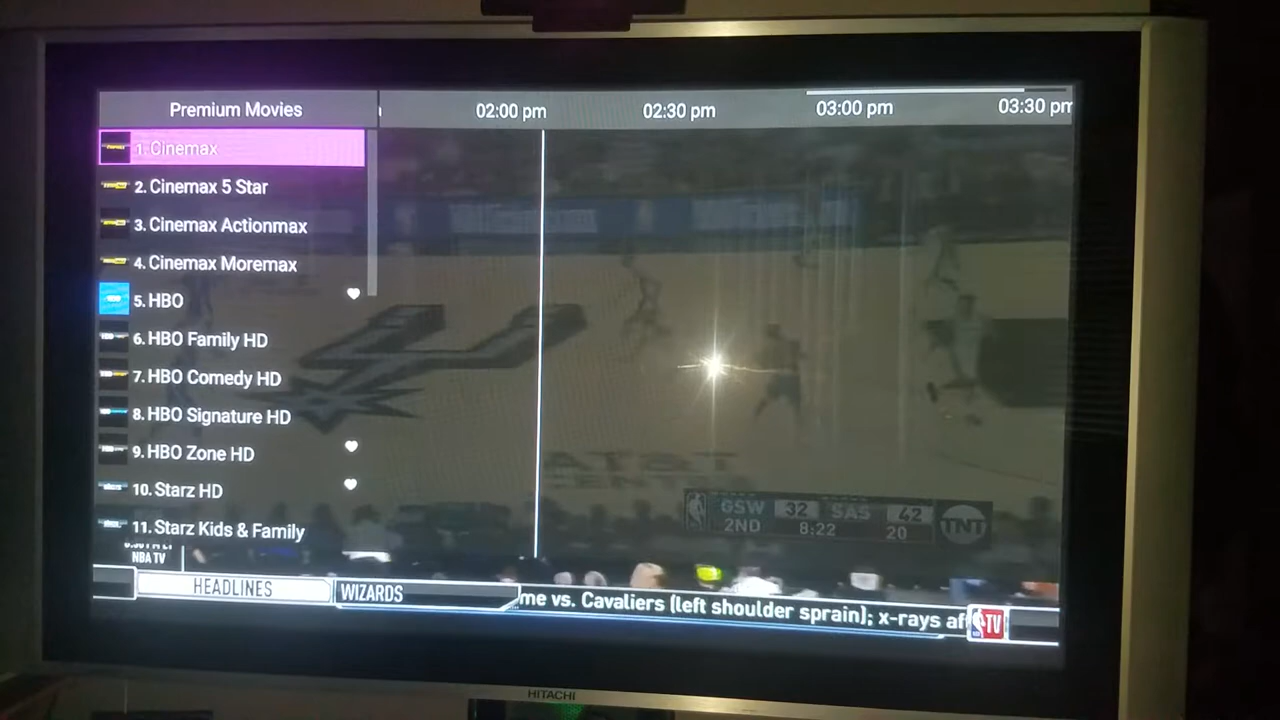 Premium Movies
02:00 pm
02:30 pm
03:00 pm
03:30 pm
1. Cinemax
2. Cinemax 5 Star
3. Cinemax Actionmax
4. Cinemax Moremax
5. HBO
6. HBO Family HD
7. HBO Comedy HD
8. HBO Signature HD
9. HBO Zone HD
10. Starz HD
11. Starz Kids & Family
AT&T
CENTER
GSW 32 SAS 42
2ND 8:22 20
TNT
NBA TV
HEADLINES
WIZARDS
me vs. Cavaliers (left shoulder sprain); x-rays af
TV
HITACHI